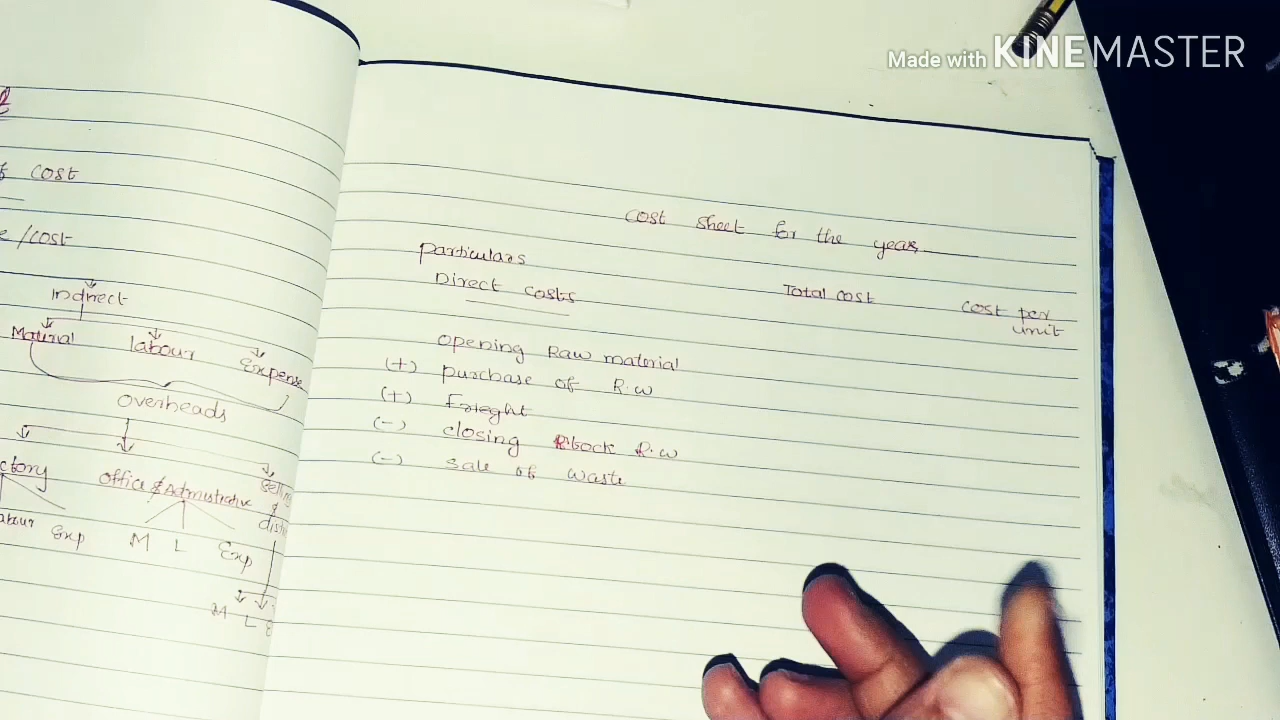 Made with KINEMASTER
cost
e/cost
Indirect
Material labour Expense
overheads
ctory office & Administrative
abour Exp M L Exp
M L
cost sheet for the year
particulars
Direct costs Total cost cost per
unit
opening Raw material
(+) purchase of R.w
(+) Frieght
(-) closing stock R.w
(-) sale of waste